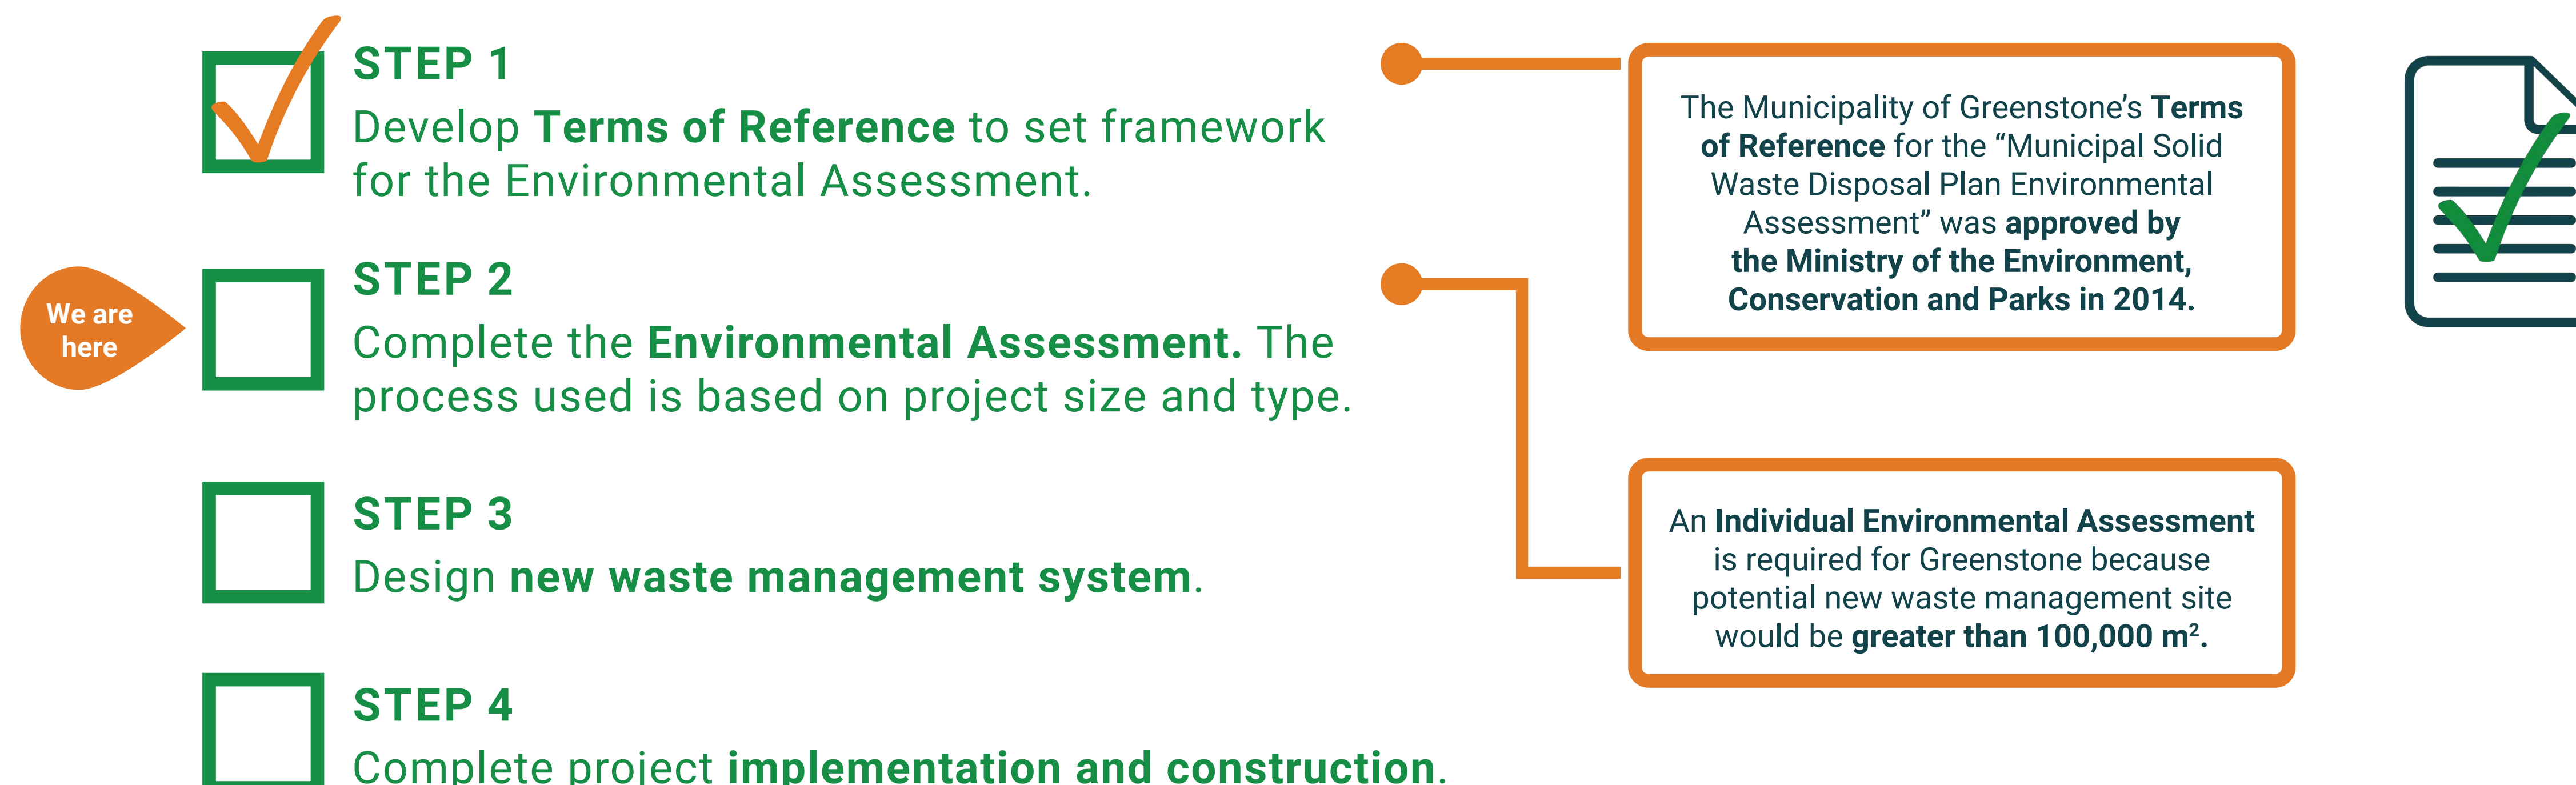 STEP 1
Develop Terms of Reference to set framework
for the Environmental Assessment.
The Municipality of Greenstone’s Terms
of Reference for the “Municipal Solid
Waste Disposal Plan Environmental
Assessment” was approved by
the Ministry of the Environment,
Conservation and Parks in 2014.
We are
here
STEP 2
Complete the Environmental Assessment. The
process used is based on project size and type.
An Individual Environmental Assessment
is required for Greenstone because
potential new waste management site
would be greater than 100,000 m².
STEP 3
Design new waste management system.
STEP 4
Complete project implementation and construction.